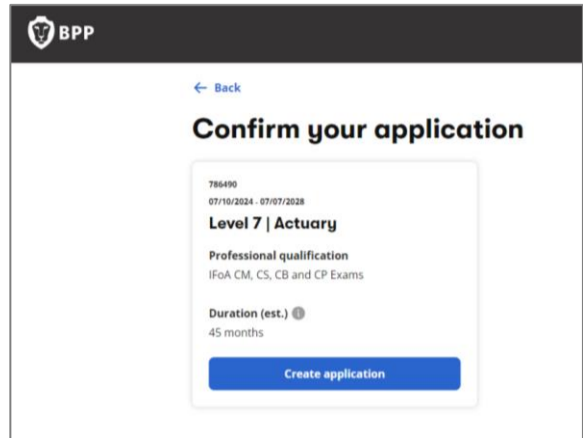 BPP
← Back
Confirm your application
786490
07/10/2024 - 07/07/2028
Level 7 | Actuary
Professional qualification
IFoA CM, CS, CB and CP Exams
Duration (est.) i
45 months
Create application